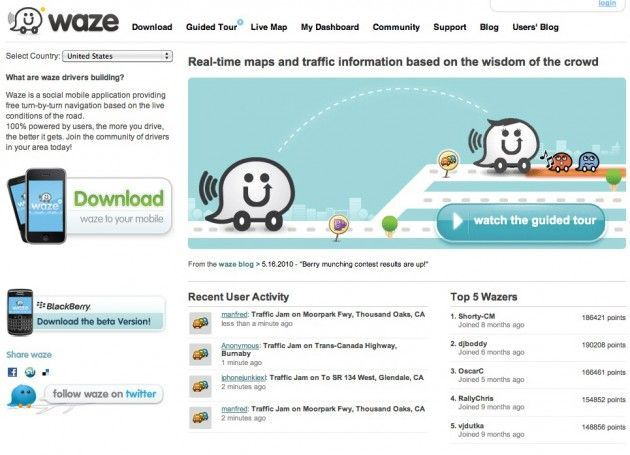 login
waze
Download Guided Tour Live Map My Dashboard Community Support Blog Users' Blog
Select Country: United States
What are waze drivers building?
Waze is a social mobile application providing
free turn-by-turn navigation based on the live
conditions of the road.
100% powered by users, the more you drive,
the better it gets. Join the community of drivers
in your area today!
waze
Download
waze to your mobile
BlackBerry
Download the beta Version!
Share waze
follow waze on twitter
Real-time maps and traffic information based on the wisdom of the crowd
watch the guided tour
From the waze blog > 5.16.2010 - "Berry munching contest results are up!"
Recent User Activity
manfred: Traffic Jam on Moorpark Fwy, Thousand Oaks, CA
less than a minute ago
Anonymous: Traffic Jam on Trans-Canada Highway,
Burnaby
1 minute ago
iphonejunkiexl: Traffic Jam on To SR 134 West, Glendale, CA
2 minutes ago
manfred: Traffic Jam on Moorpark Fwy, Thousand Oaks, CA
2 minutes ago
Top 5 Wazers
1. Shorty-CM 186421 points
Joined 8 months ago
2. djboddy 190208 points
Joined 6 months ago
3. OscarC 166461 points
Joined 5 months ago
4. RallyChris 154852 points
Joined 9 months ago
5. vjdutka 148856 points
Joined 9 months ago